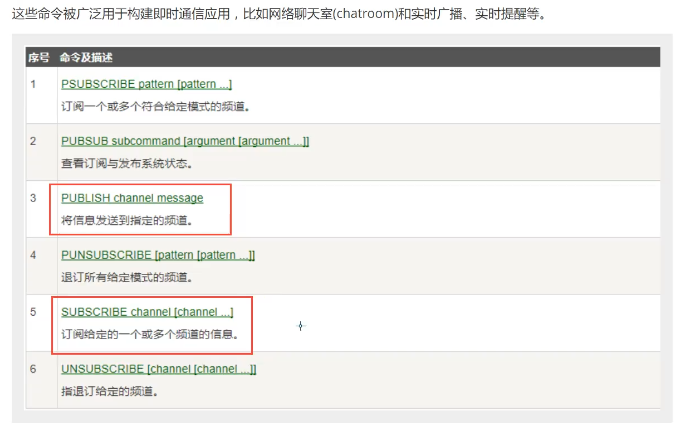 这些命令被广泛用于构建即时通信应用，比如网络聊天室(chatroom)和实时广播、实时提醒等。
序号 命令及描述
1 PSUBSCRIBE pattern [pattern ...]
订阅一个或多个符合给定模式的频道。
2 PUBSUB subcommand [argument [argument ...]]
查看订阅与发布系统状态。
3 PUBLISH channel message
将信息发送到指定的频道。
4 PUNSUBSCRIBE [pattern [pattern ...]]
退订所有给定模式的频道。
5 SUBSCRIBE channel [channel ...]
订阅给定的一个或多个频道的信息。
6 UNSUBSCRIBE [channel [channel ...]]
指退订给定的频道。